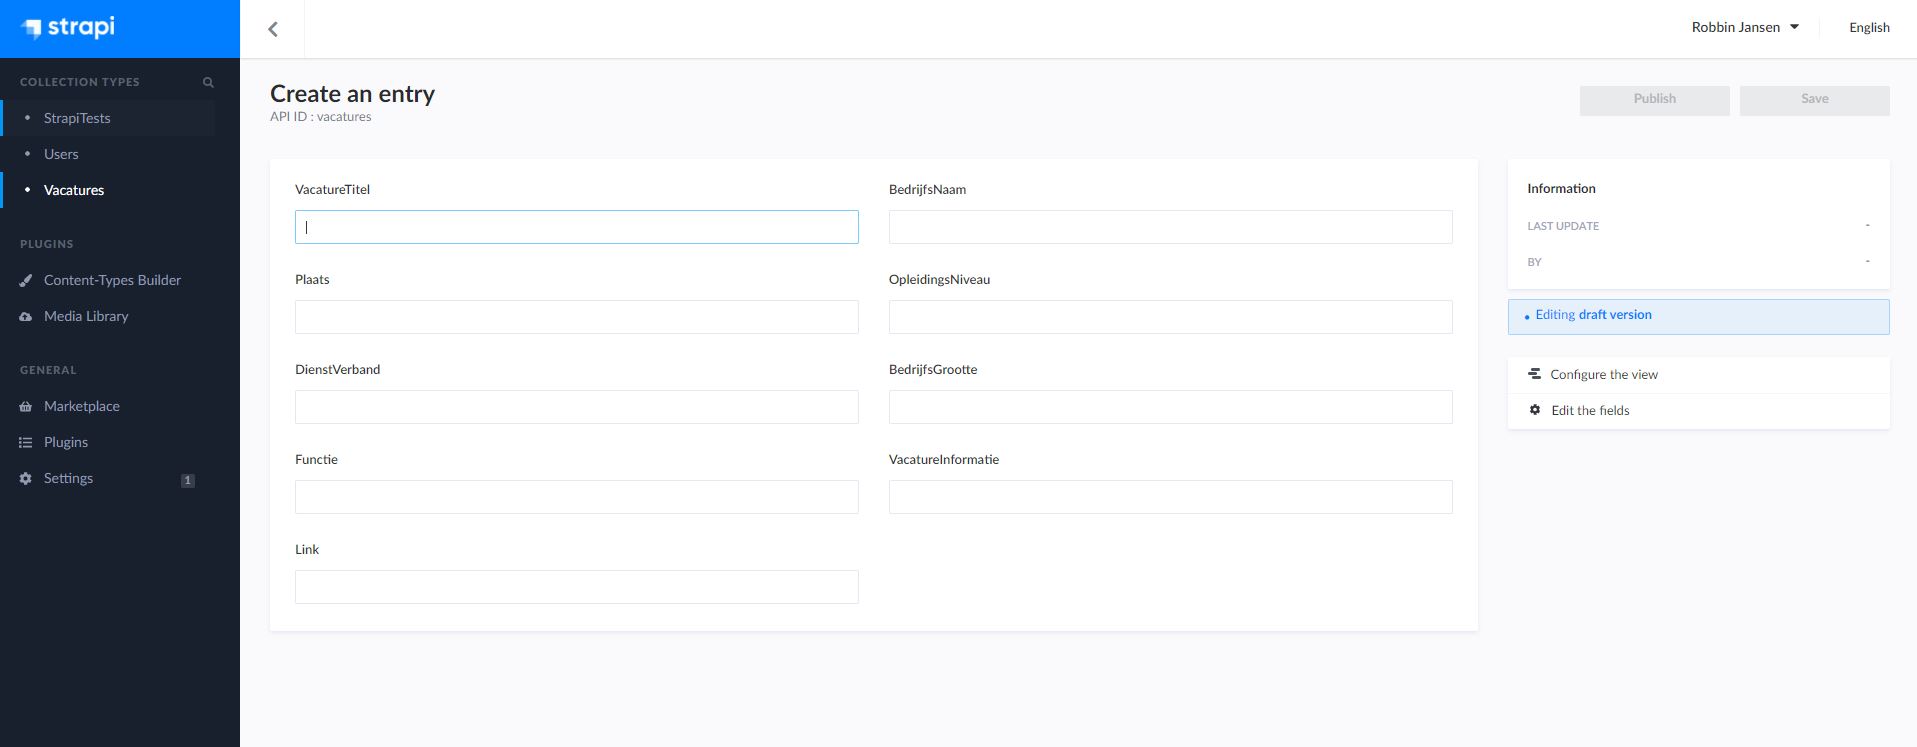 strapi
Robbin Jansen
English
COLLECTION TYPES
StrapiTests
Users
Vacatures
PLUGINS
Content-Types Builder
Media Library
GENERAL
Marketplace
Plugins
Settings 1
Create an entry
API ID : vacatures
Publish Save
VacatureTitel BedrijfsNaam
Plaats OpleidingsNiveau
DienstVerband BedrijfsGrootte
Functie VacatureInformatie
Link
Information
LAST UPDATE -
BY -
Editing draft version
Configure the view
Edit the fields